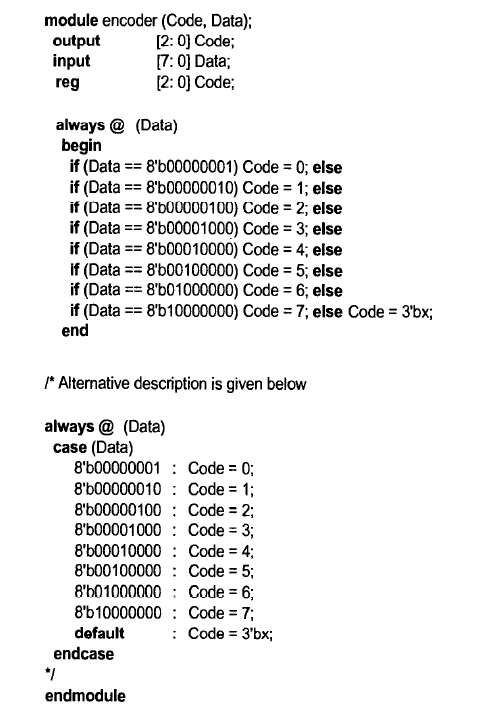 module encoder (Code, Data);
output [2: 0] Code;
input [7: 0] Data;
reg [2: 0] Code;
always @ (Data)
begin
if (Data == 8'b00000001) Code = 0; else
if (Data == 8'b00000010) Code = 1; else
if (Data == 8'b00000100) Code = 2; else
if (Data == 8'b00001000) Code = 3; else
if (Data == 8'b00010000) Code = 4; else
if (Data == 8'b00100000) Code = 5; else
if (Data == 8'b01000000) Code = 6; else
if (Data == 8'b10000000) Code = 7; else Code = 3'bx;
end
/* Alternative description is given below
always @ (Data)
case (Data)
8'b00000001 : Code = 0;
8'b00000010 : Code = 1;
8'b00000100 : Code = 2;
8'b00001000 : Code = 3;
8'b00010000 : Code = 4;
8'b00100000 : Code = 5;
8'b01000000 : Code = 6;
8'b10000000 : Code = 7;
default : Code = 3'bx;
endcase
*/
endmodule